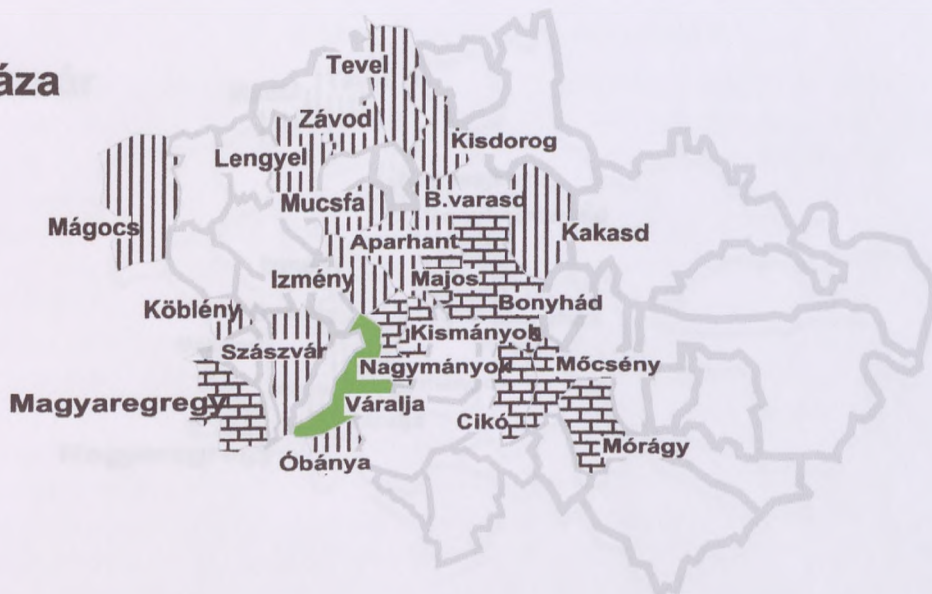 áza
Tevel
Závod
Kisdorog
Lengyel
Mucsfa
B.varasd
Mágocs
Kakasd
Aparhant
Izmény
Majos
Bonyhád
Köblény
Kismányok
Szászvár
Nagymányok
Mőcsény
Magyaregregy
Váralja
Cikó
Mórágy
Óbánya